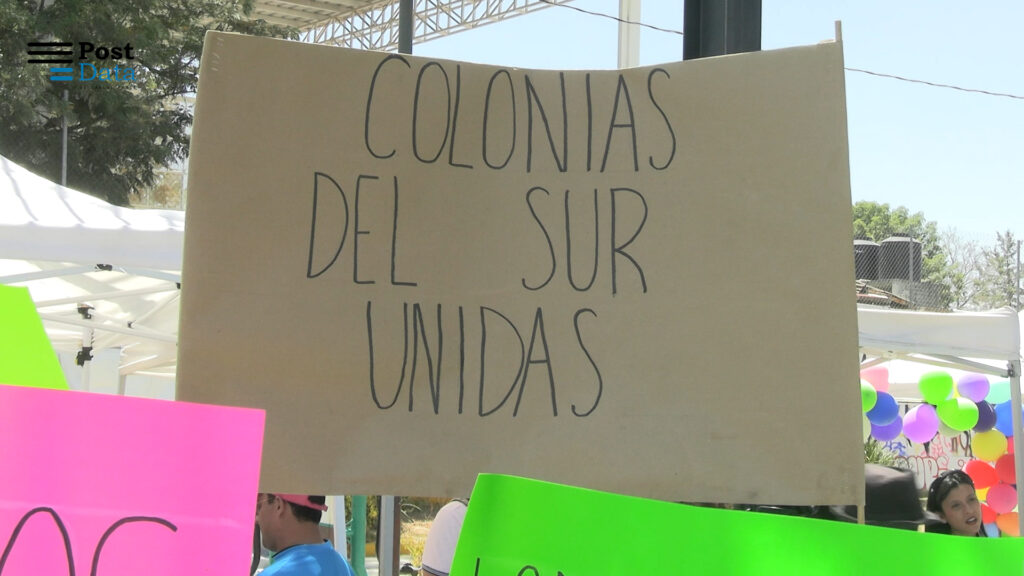 Post
Data
COLONIAS
DEL SUR
UNIDAS